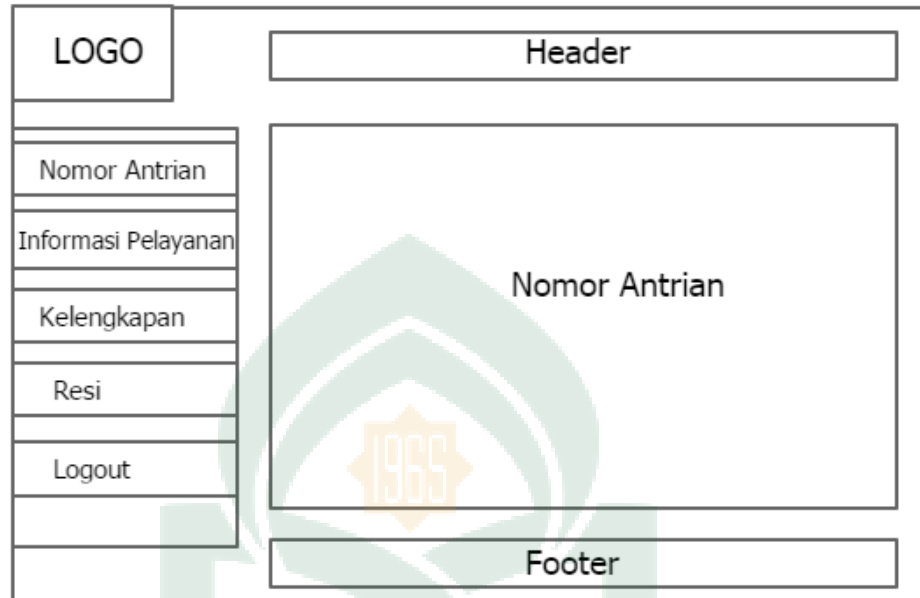 LOGO
Header
Nomor Antrian
Informasi Pelayanan
Kelengkapan
Resi
Logout
Nomor Antrian
1965
Footer